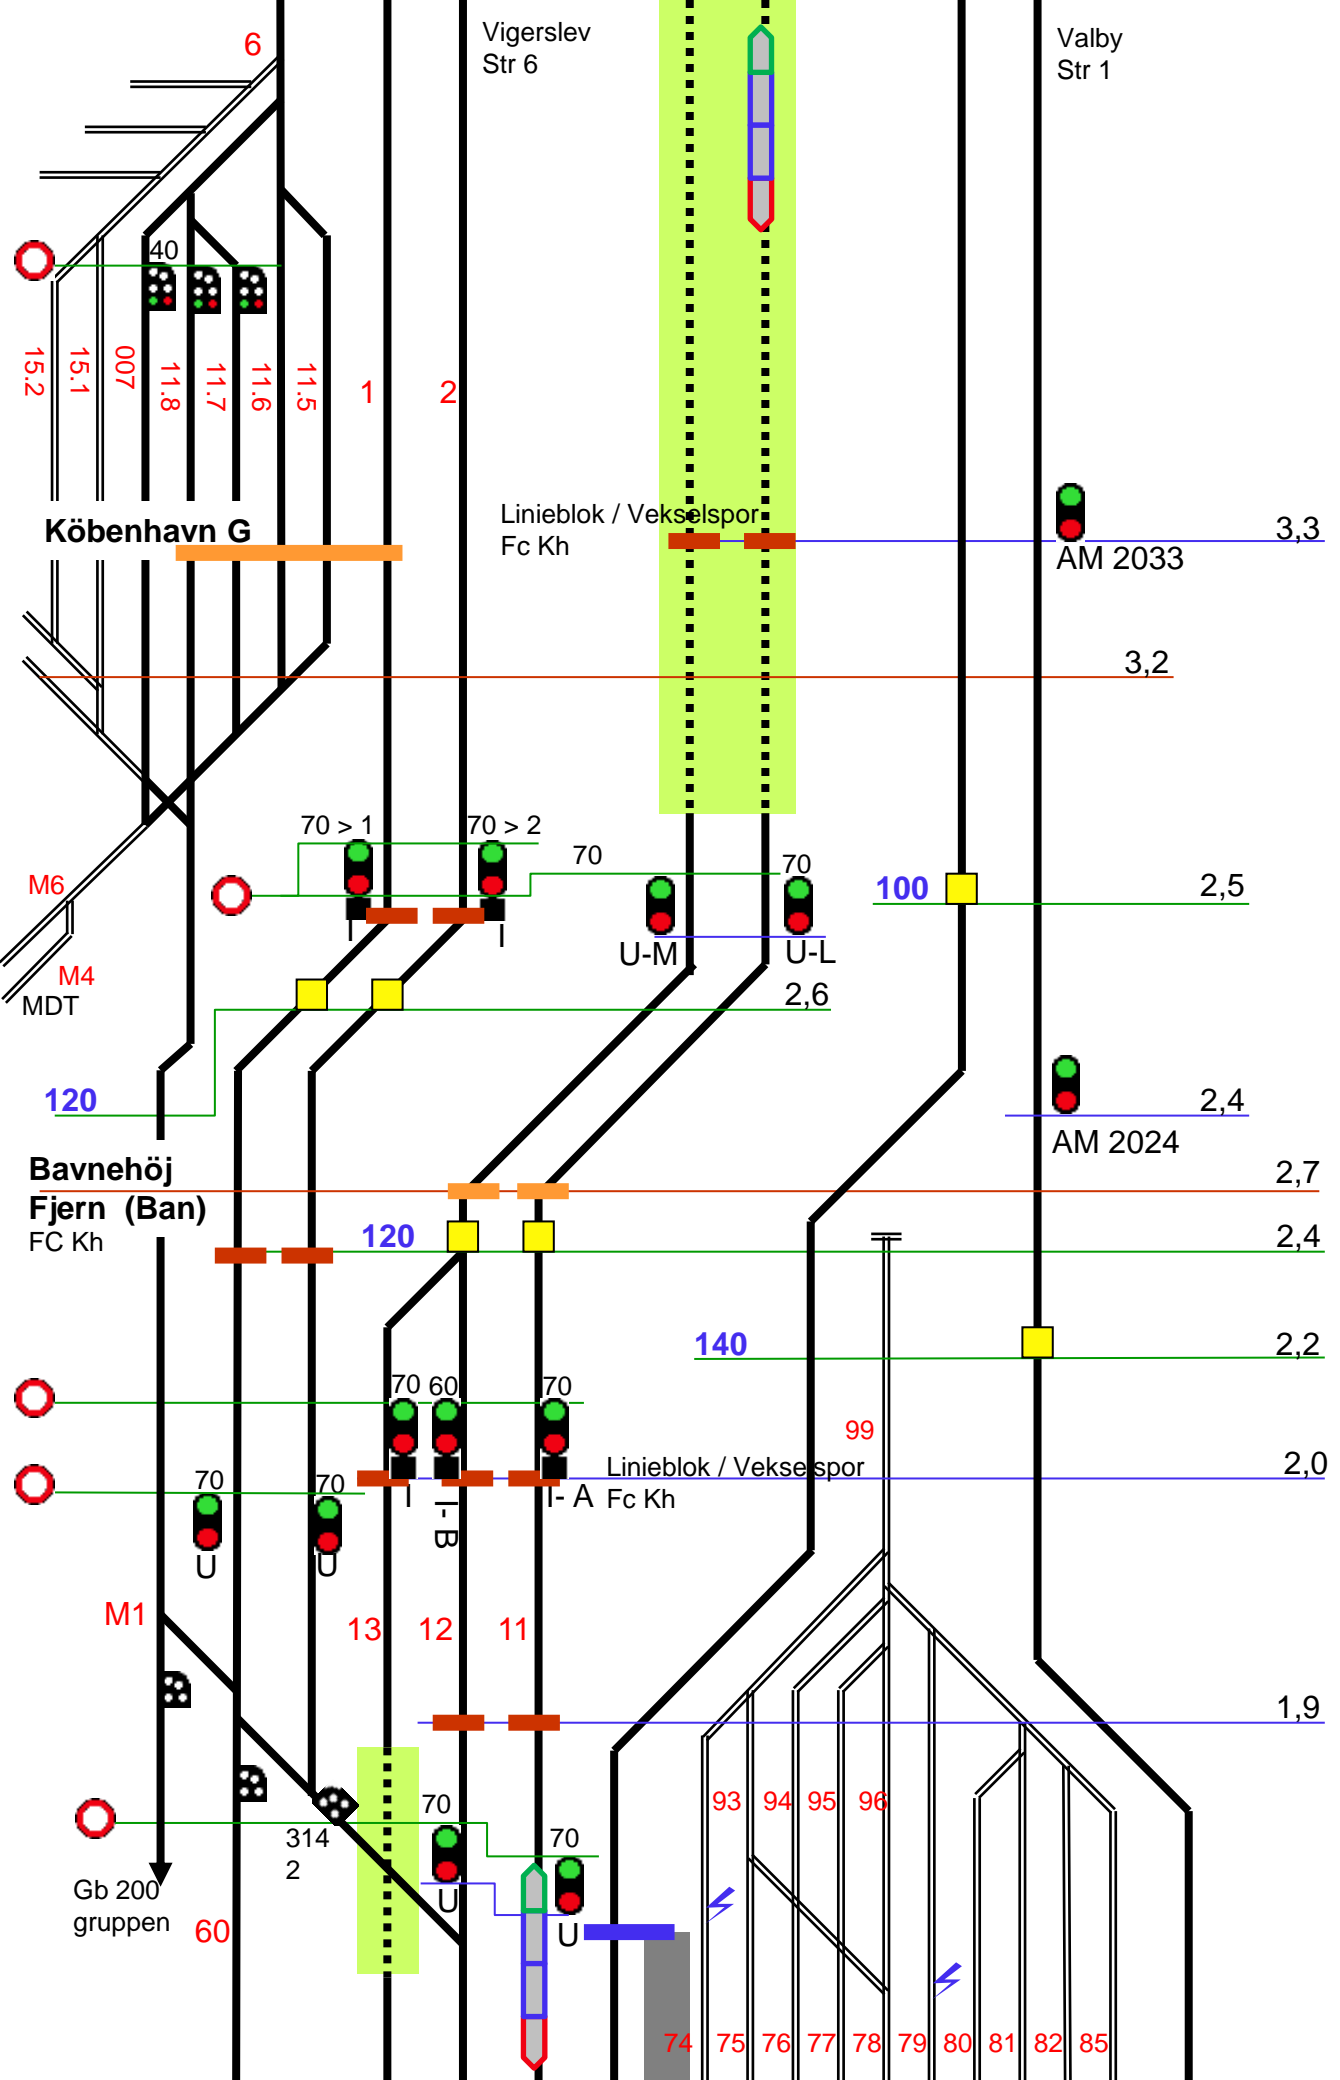 6
Vigerslev
Str 6
Valby
Str 1
40
15.2
15.1
007
11.8
11.7
11.6
11.5
1
2
Köbenhavn G
Linieblok / Vekselspor
Fc Kh
3,3
AM 2033
3,2
70 > 1
70 > 2
70
70
M6
100
2,5
I
I
U-M
U-L
M4
MDT
2,6
120
2,4
AM 2024
Bavnehöj
Fjern (Ban)
FC Kh
2,7
120
2,4
140
2,2
70
60
70
99
Linieblok / Vekselspor
Fc Kh
2,0
I
I- B
I- A
70
70
U
U
M1
13
12
11
1,9
93
94
95
96
70
70
314
2
Gb 200
gruppen
U
U
60
74
75
76
77
78
79
80
81
82
85